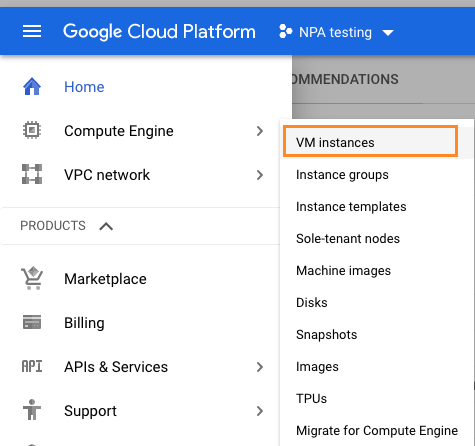 Google Cloud Platform NPA testing
OMMENDATIONS
Home
Compute Engine
VPC network
PRODUCTS
Marketplace
Billing
API APIs & Services
Support
VM instances
Instance groups
Instance templates
Sole-tenant nodes
Machine images
Disks
Snapshots
Images
TPUs
Migrate for Compute Engine